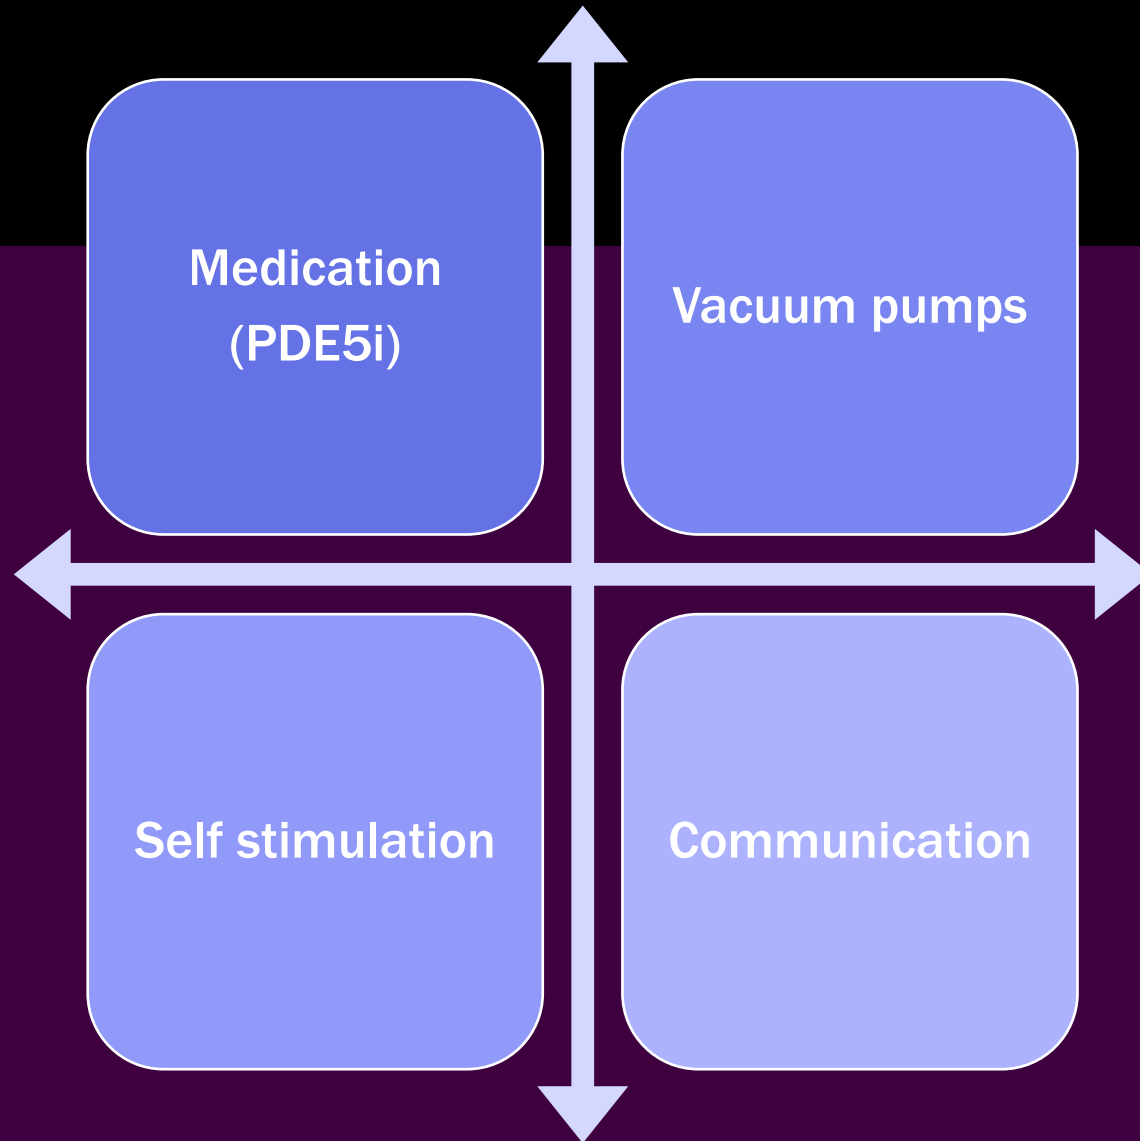 Medication
(PDE5i)
Vacuum pumps
Self stimulation
Communication